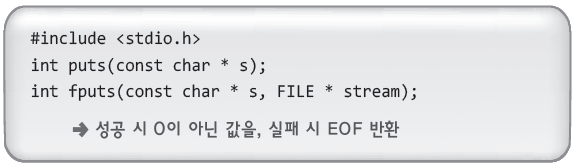 #include <stdio.h>
int puts(const char * s);
int fputs(const char * s, FILE * stream);
➜ 성공 시 0이 아닌 값을, 실패 시 EOF 반환